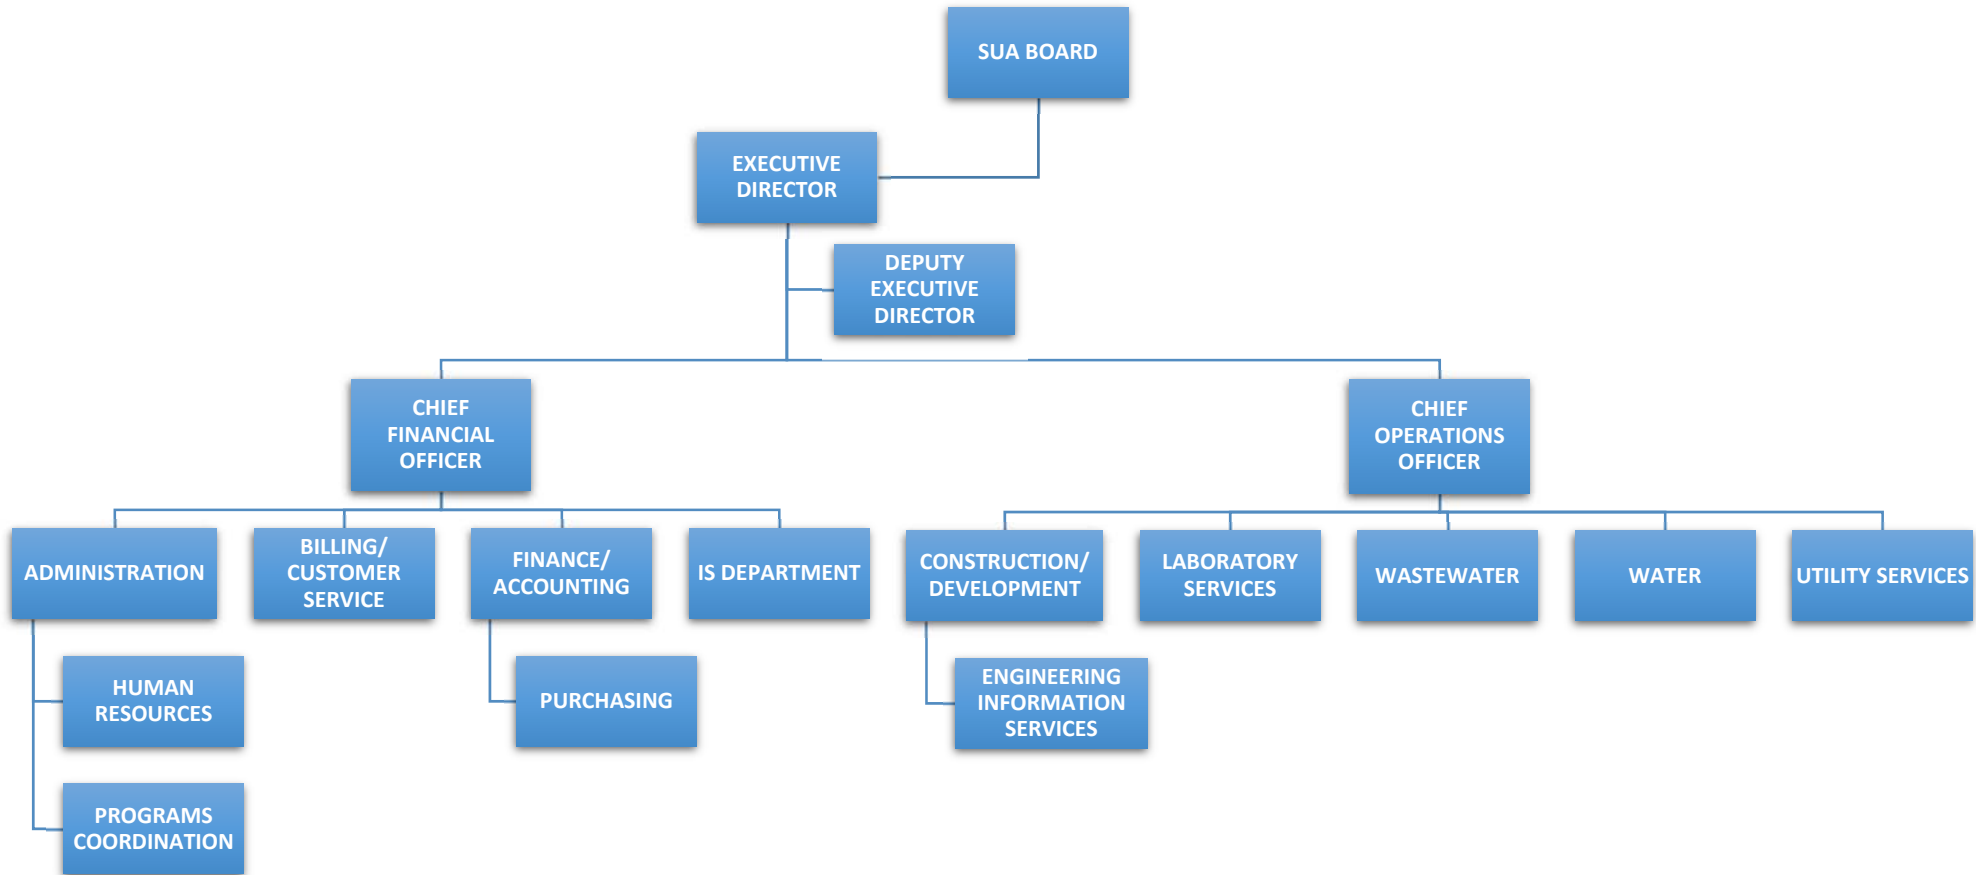 SUA BOARD
EXECUTIVE
DIRECTOR
DEPUTY
EXECUTIVE
DIRECTOR
CHIEF
FINANCIAL
OFFICER
CHIEF
OPERATIONS
OFFICER
ADMINISTRATION
BILLING/
CUSTOMER
SERVICE
FINANCE/
ACCOUNTING
IS DEPARTMENT
CONSTRUCTION/
DEVELOPMENT
LABORATORY
SERVICES
WASTEWATER
WATER
UTILITY SERVICES
HUMAN
RESOURCES
PURCHASING
ENGINEERING
INFORMATION
SERVICES
PROGRAMS
COORDINATION